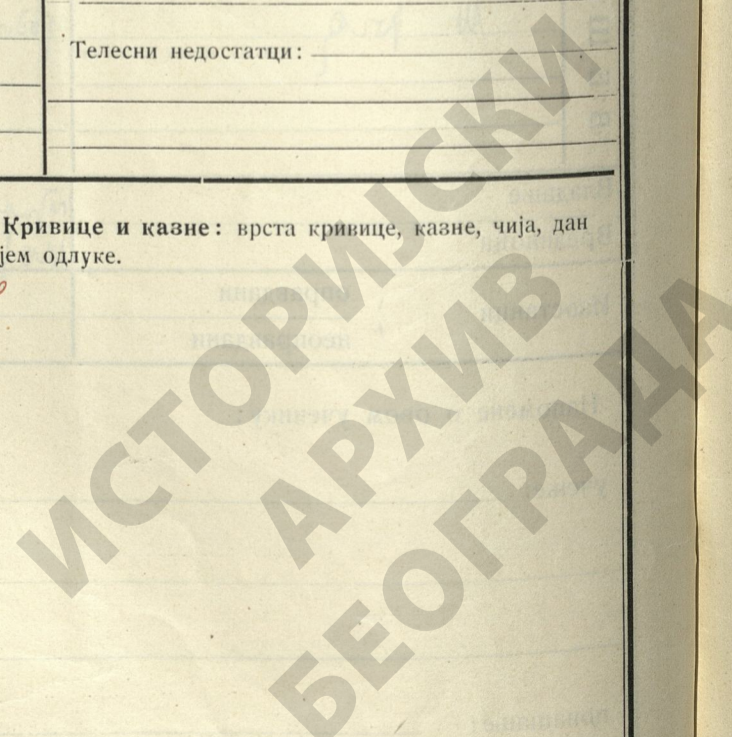 Телесни недостатци:
Кривице и казне: врста кривице, казне, чија, дан
јем одлуке.
ИСТОРИЈСКИ
АРХИВ
БЕОГРАДА